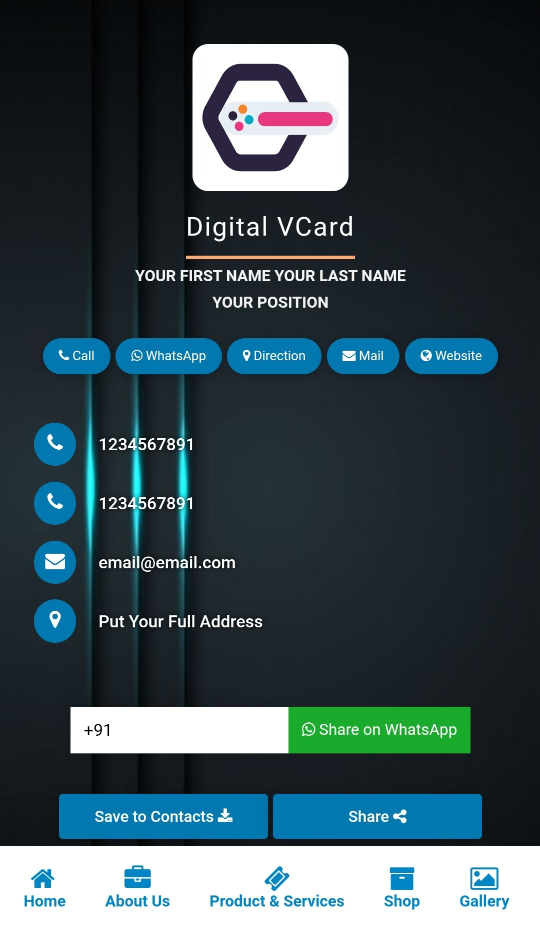 Digital VCard
YOUR FIRST NAME YOUR LAST NAME
YOUR POSITION
Call WhatsApp Direction Mail Website
1234567891
1234567891
email@email.com
Put Your Full Address
+91 Share on WhatsApp
Save to Contacts Share
Home About Us Product & Services Shop Gallery